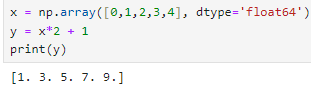 x = np.array([0,1,2,3,4], dtype='float64')
y = x*2 + 1
print(y)
[1. 3. 5. 7. 9.]